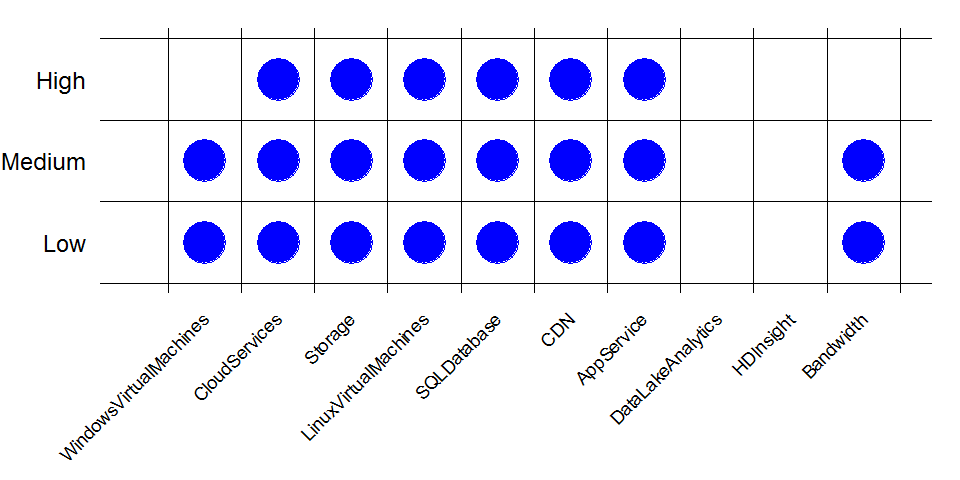 High
Medium
Low
WindowsVirtualMachines
CloudServices
Storage
LinuxVirtualMachines
SQLDatabase
CDN
AppService
DataLakeAnalytics
HDInsight
Bandwidth